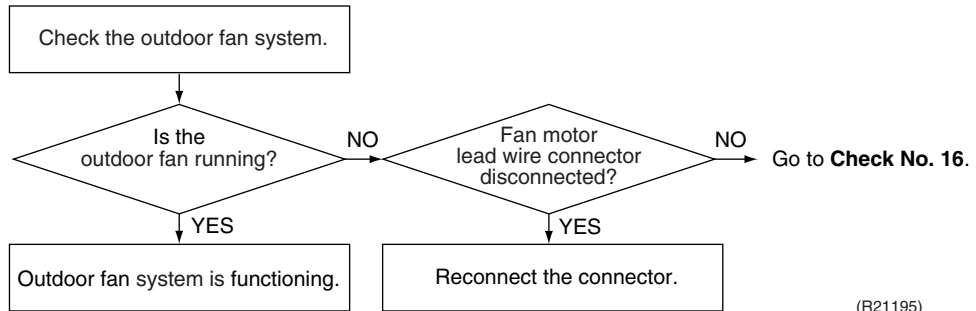 Check the outdoor fan system.
Is the
outdoor fan running?
NO
Fan motor
lead wire connector
disconnected?
NO
Go to Check No. 16.
YES
YES
Outdoor fan system is functioning.
Reconnect the connector.
(R21195)